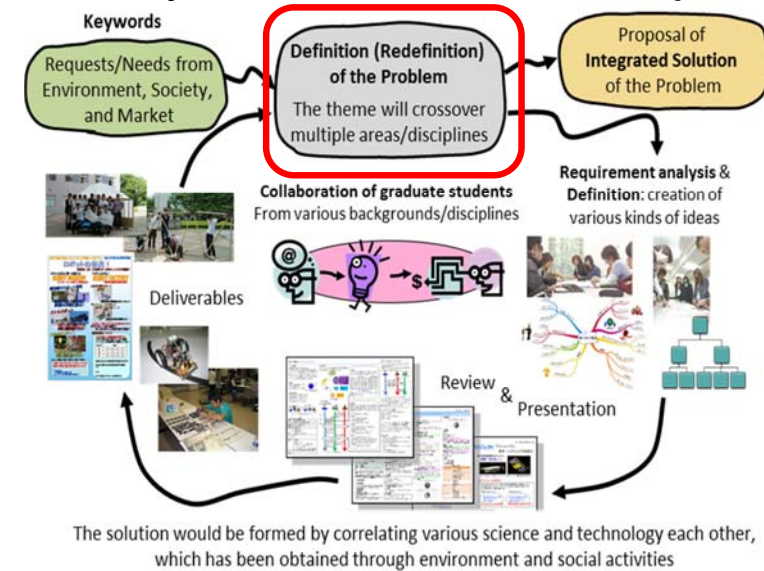 Keywords
Requests/Needs from
Environment, Society,
and Market
Definition (Redefinition)
of the Problem
The theme will crossover
multiple areas/disciplines
Proposal of
Integrated Solution
of the Problem
Requirement analysis &
Definition: creation of
various kinds of ideas
Collaboration of graduate students
From various backgrounds/disciplines
@
$
Deliverables
Review
&
Presentation
The solution would be formed by correlating various science and technology each other,
which has been obtained through environment and social activities